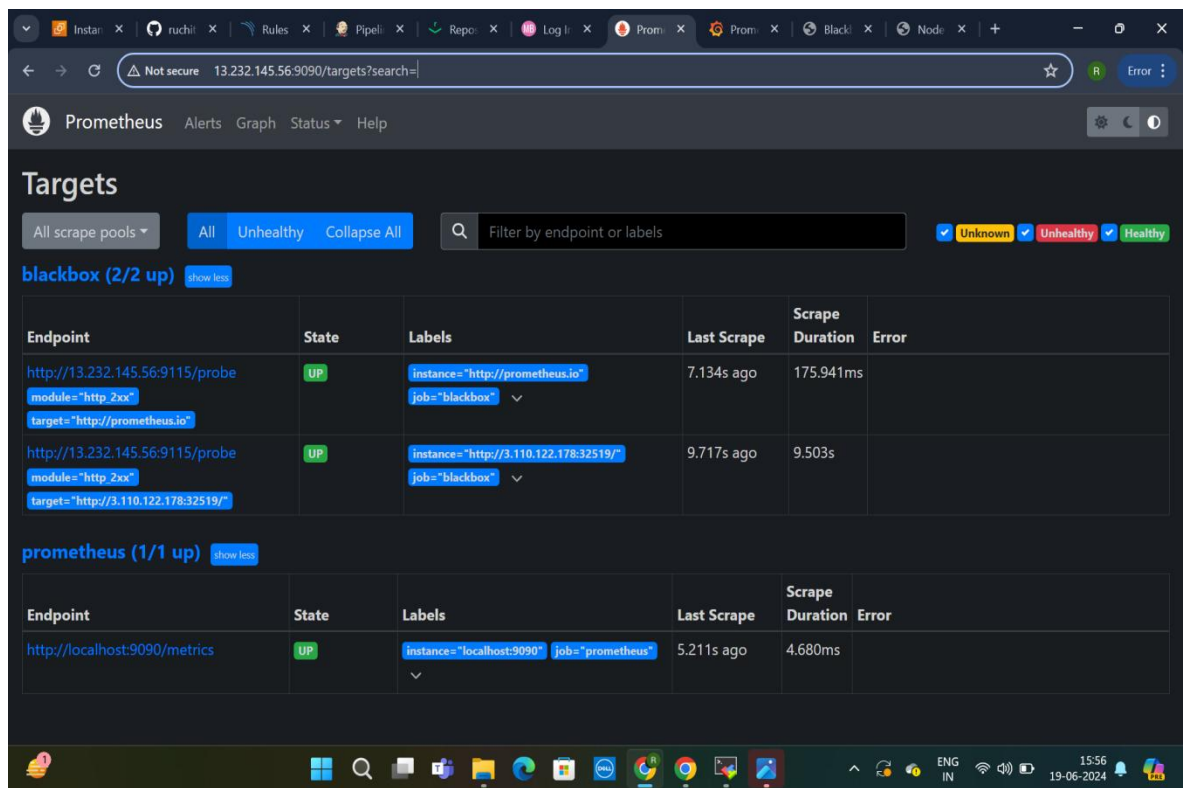 Instan
ruchit
Rules
Pipeli
Repos
Log In
Prom
Prom
Black
Node
Not secure 13.232.145.56:9090/targets?search=
R Error
Prometheus Alerts Graph Status Help
Targets
All scrape pools All Unhealthy Collapse All Filter by endpoint or labels Unknown Unhealthy Healthy
blackbox (2/2 up) show less
Endpoint State Labels Last Scrape Scrape Duration Error
http://13.232.145.56:9115/probe UP instance="http://prometheus.io" 7.134s ago 175.941ms
module="http_2xx" job="blackbox"
target="http://prometheus.io"
http://13.232.145.56:9115/probe UP instance="http://3.110.122.178:32519/" 9.717s ago 9.503s
module="http_2xx" job="blackbox"
target="http://3.110.122.178:32519/"
prometheus (1/1 up) show less
Endpoint State Labels Last Scrape Scrape Duration Error
http://localhost:9090/metrics UP instance="localhost:9090" job="prometheus" 5.211s ago 4.680ms
1
DELL
ENG
IN
15:56
19-06-2024
PRE